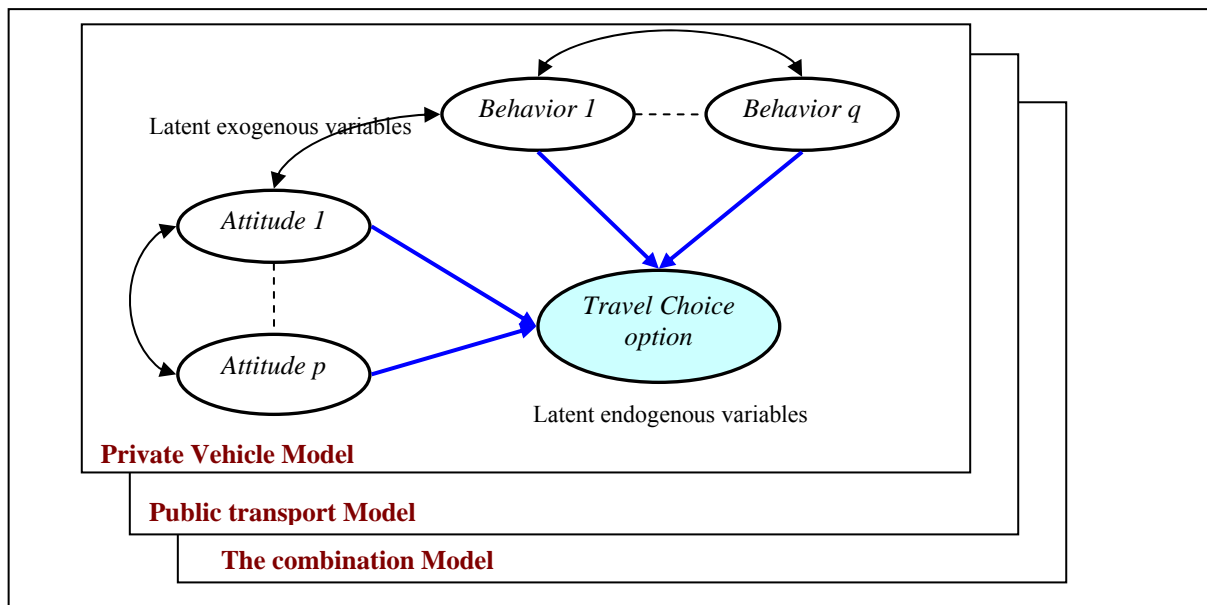 Behavior 1
Behavior q
Latent exogenous variables
Attitude 1
Travel Choice
option
Attitude p
Latent endogenous variables
Private Vehicle Model
Public transport Model
The combination Model